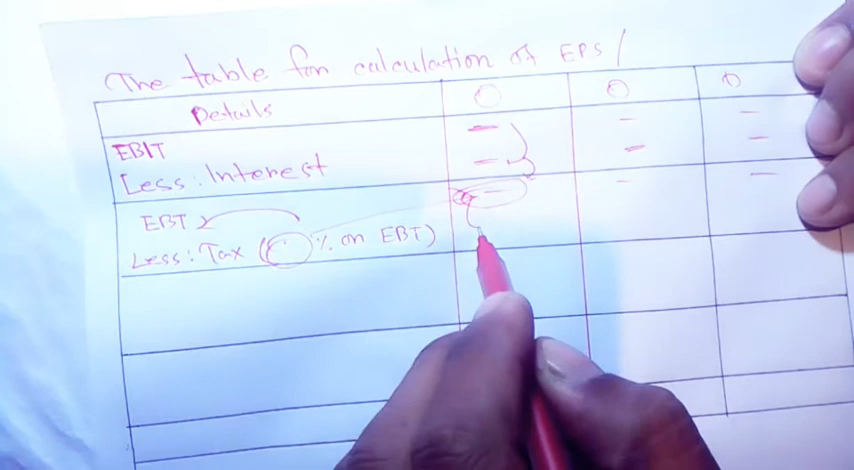 The table for calculation of EPS/
Details
EBIT
Less: Interest
EBT
Less: Tax ( % on EBT)